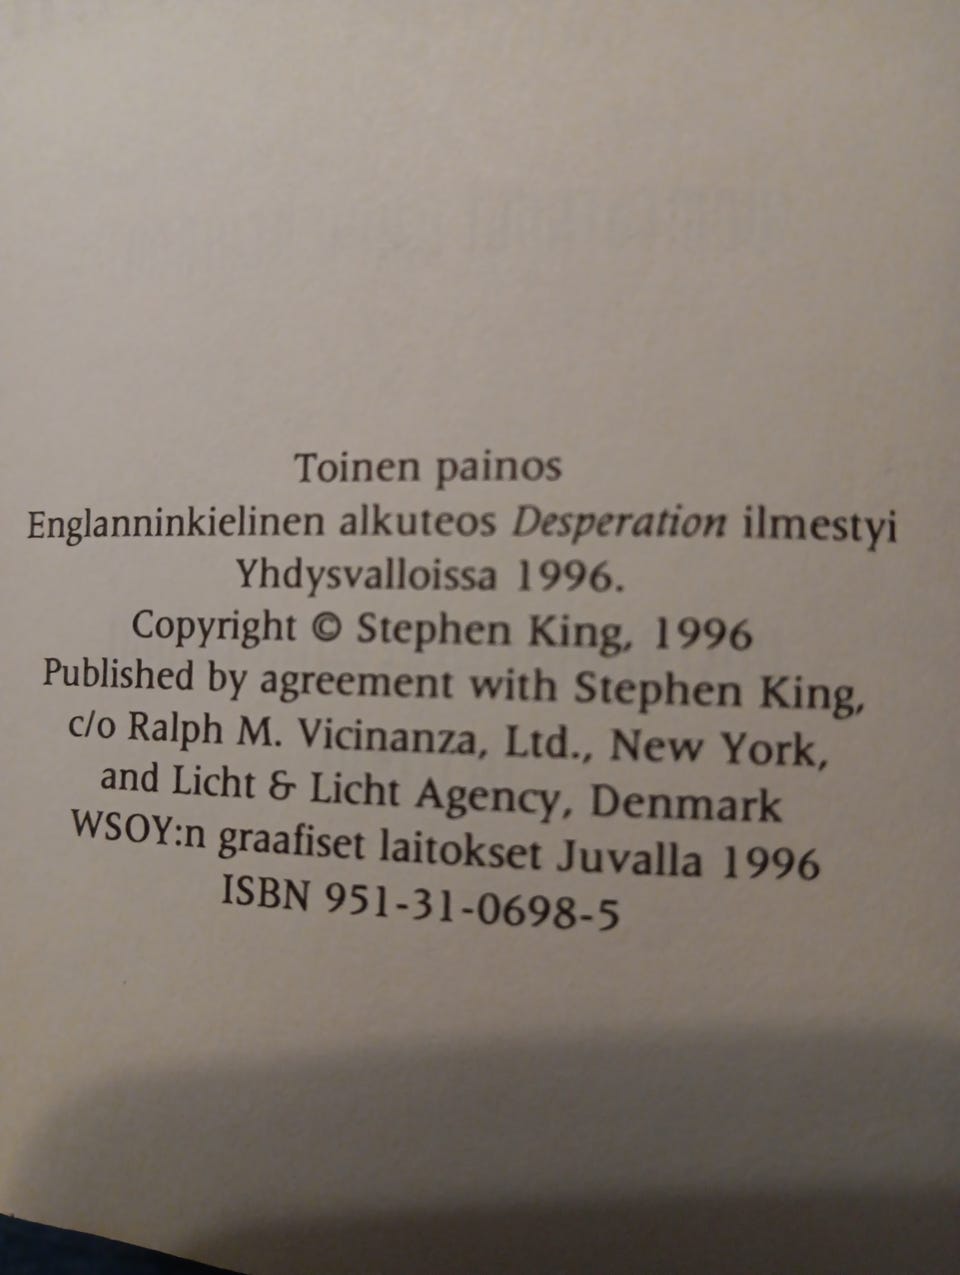 Toinen painos
Englanninkielinen alkuteos Desperation ilmestyi
Yhdysvalloissa 1996.
Copyright © Stephen King, 1996
Published by agreement with Stephen King,
c/o Ralph M. Vicinanza, Ltd., New York,
and Licht & Licht Agency, Denmark
WSOY:n graafiset laitokset Juvalla 1996
ISBN 951-31-0698-5